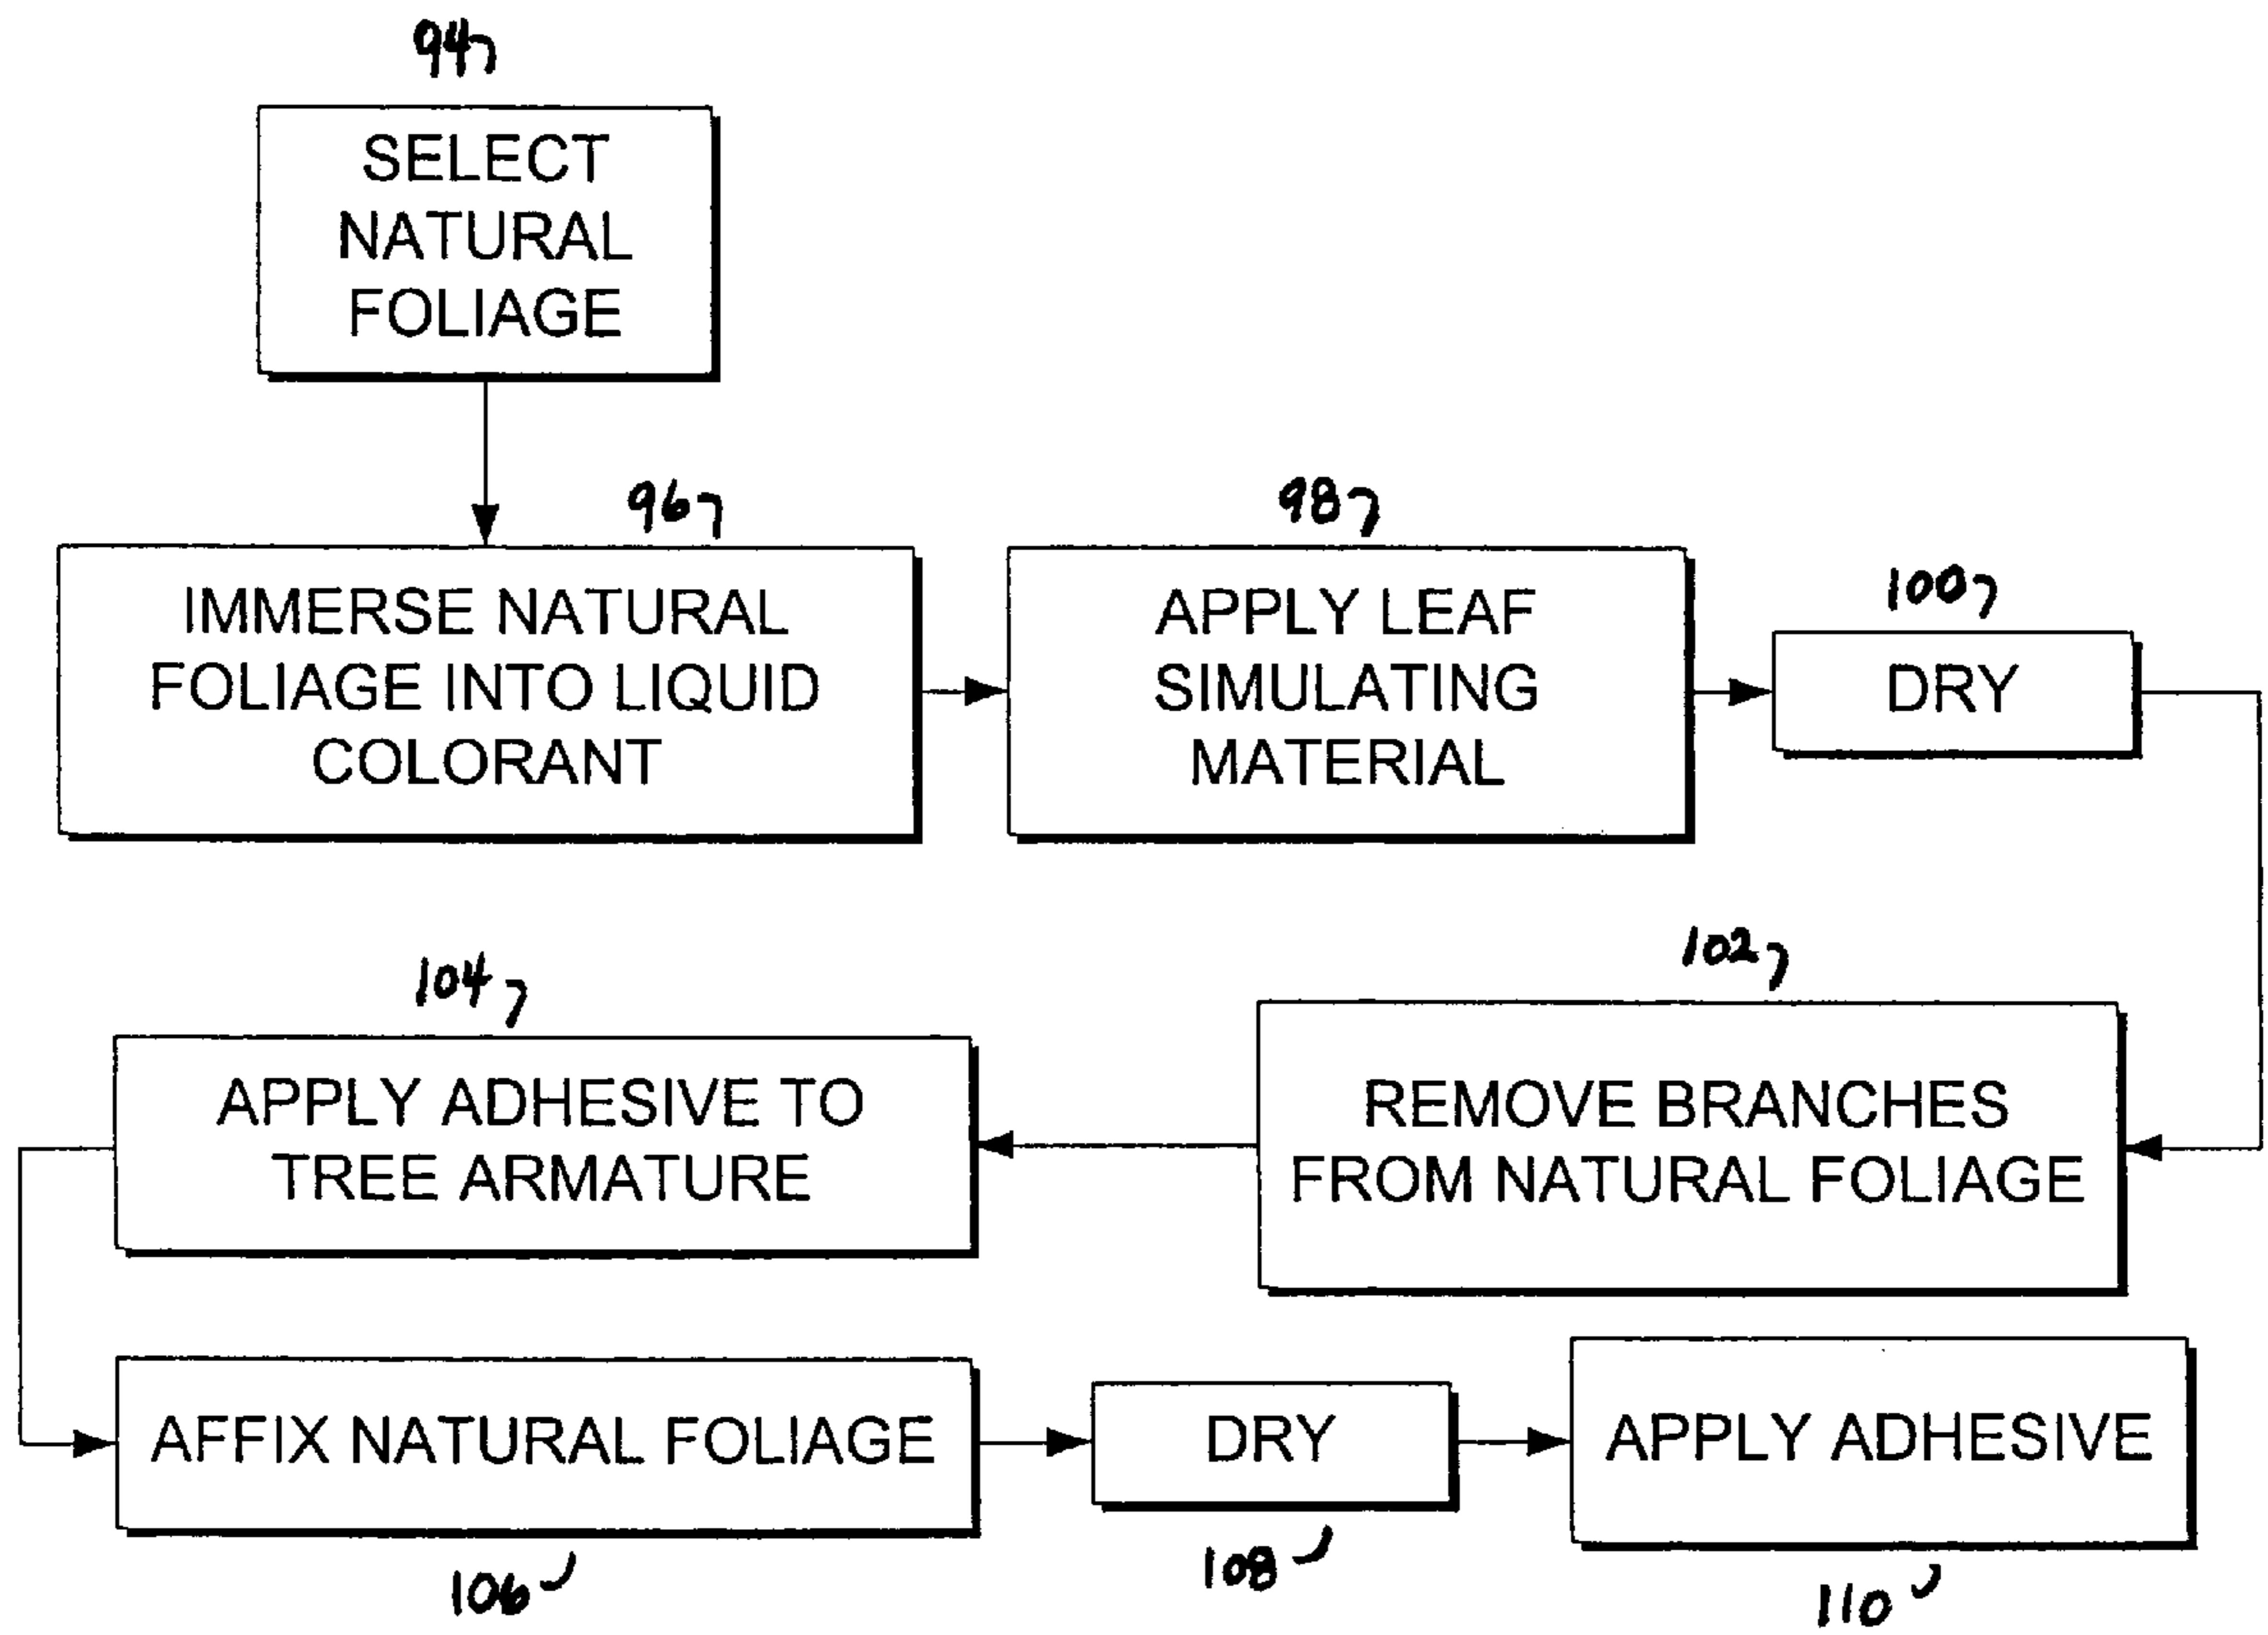 94
SELECT
NATURAL
FOLIAGE
96
IMMERSE NATURAL
FOLIAGE INTO LIQUID
COLORANT
98
APPLY LEAF
SIMULATING
MATERIAL
100
DRY
102
REMOVE BRANCHES
FROM NATURAL FOLIAGE
104
APPLY ADHESIVE TO
TREE ARMATURE
AFFIX NATURAL FOLIAGE
106
DRY
108
APPLY ADHESIVE
110